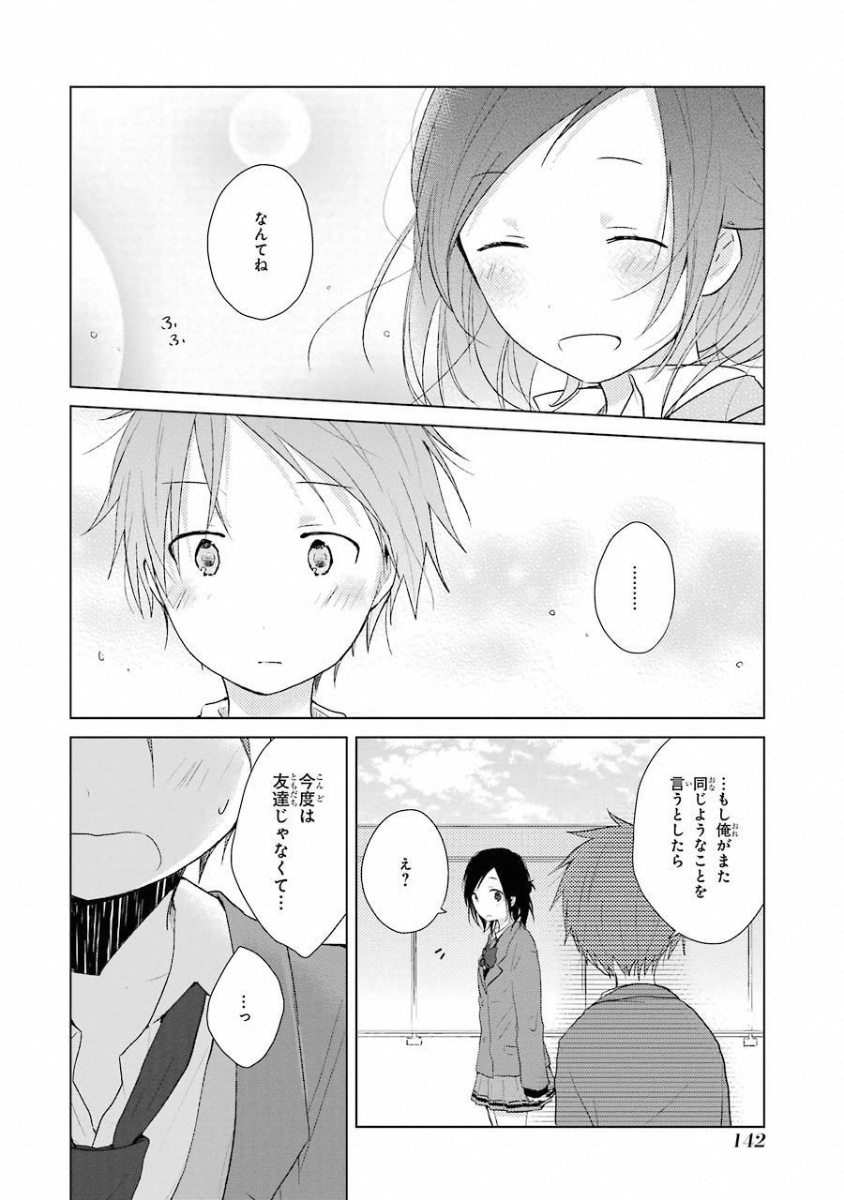 なんてね
ふふ
………
…もし俺がまた
同じようなことを
言うとしたら
え？
今度は
友達じゃなくて…
…っ
142